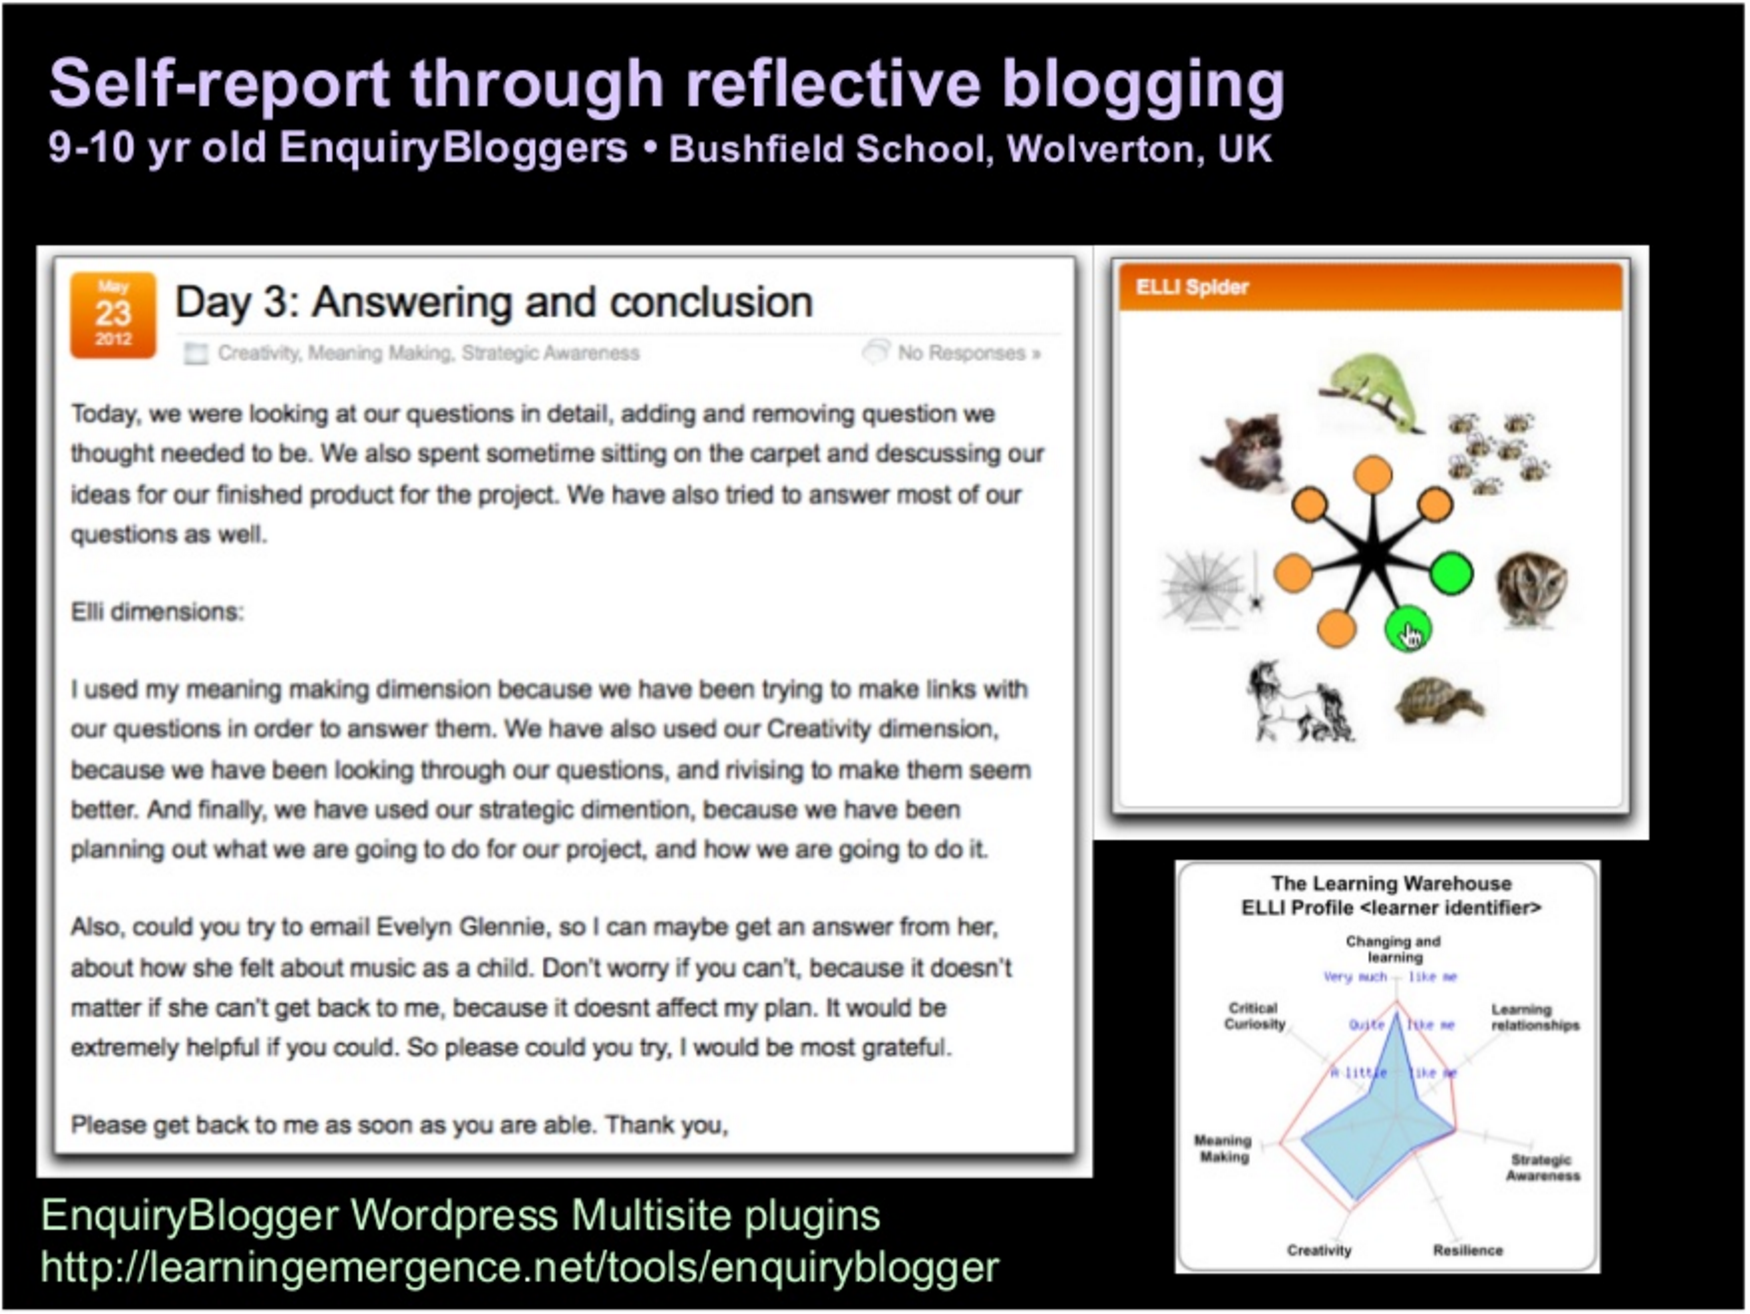 Self-report through reflective blogging
9-10 yr old EnquiryBloggers • Bushfield School, Wolverton, UK
May
23
2012
Day 3: Answering and conclusion
Creativity, Meaning Making, Strategic Awareness
No Responses »
Today, we were looking at our questions in detail, adding and removing question we
thought needed to be. We also spent sometime sitting on the carpet and descussing our
ideas for our finished product for the project. We have also tried to answer most of our
questions as well.
Elli dimensions:
I used my meaning making dimension because we have been trying to make links with
our questions in order to answer them. We have also used our Creativity dimension,
because we have been looking through our questions, and rivising to make them seem
better. And finally, we have used our strategic dimention, because we have been
planning out what we are going to do for our project, and how we are going to do it.
Also, could you try to email Evelyn Glennie, so I can maybe get an answer from her,
about how she felt about music as a child. Don't worry if you can't, because it doesn't
matter if she can't get back to me, because it doesnt affect my plan. It would be
extremely helpful if you could. So please could you try, I would be most grateful.
Please get back to me as soon as you are able. Thank you,
ELLI Spider
The Learning Warehouse
ELLI Profile <learner identifier>
Changing and
learning
Very much like me
Critical
Curiosity
Learning
relationships
Quite like me
A little like me
Meaning
Making
Strategic
Awareness
Creativity
Resilience
EnquiryBlogger Wordpress Multisite plugins
http://learningemergence.net/tools/enquiryblogger